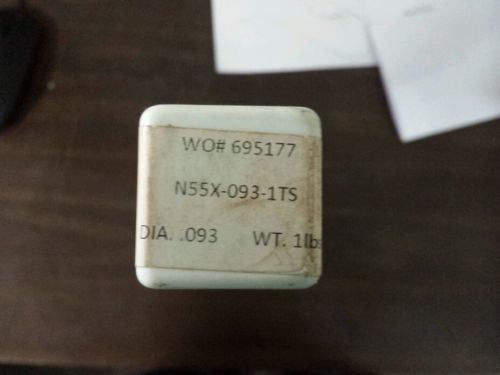 WO# 695177
N55X-093-1TS
DIA. .093 WT. 1lbs